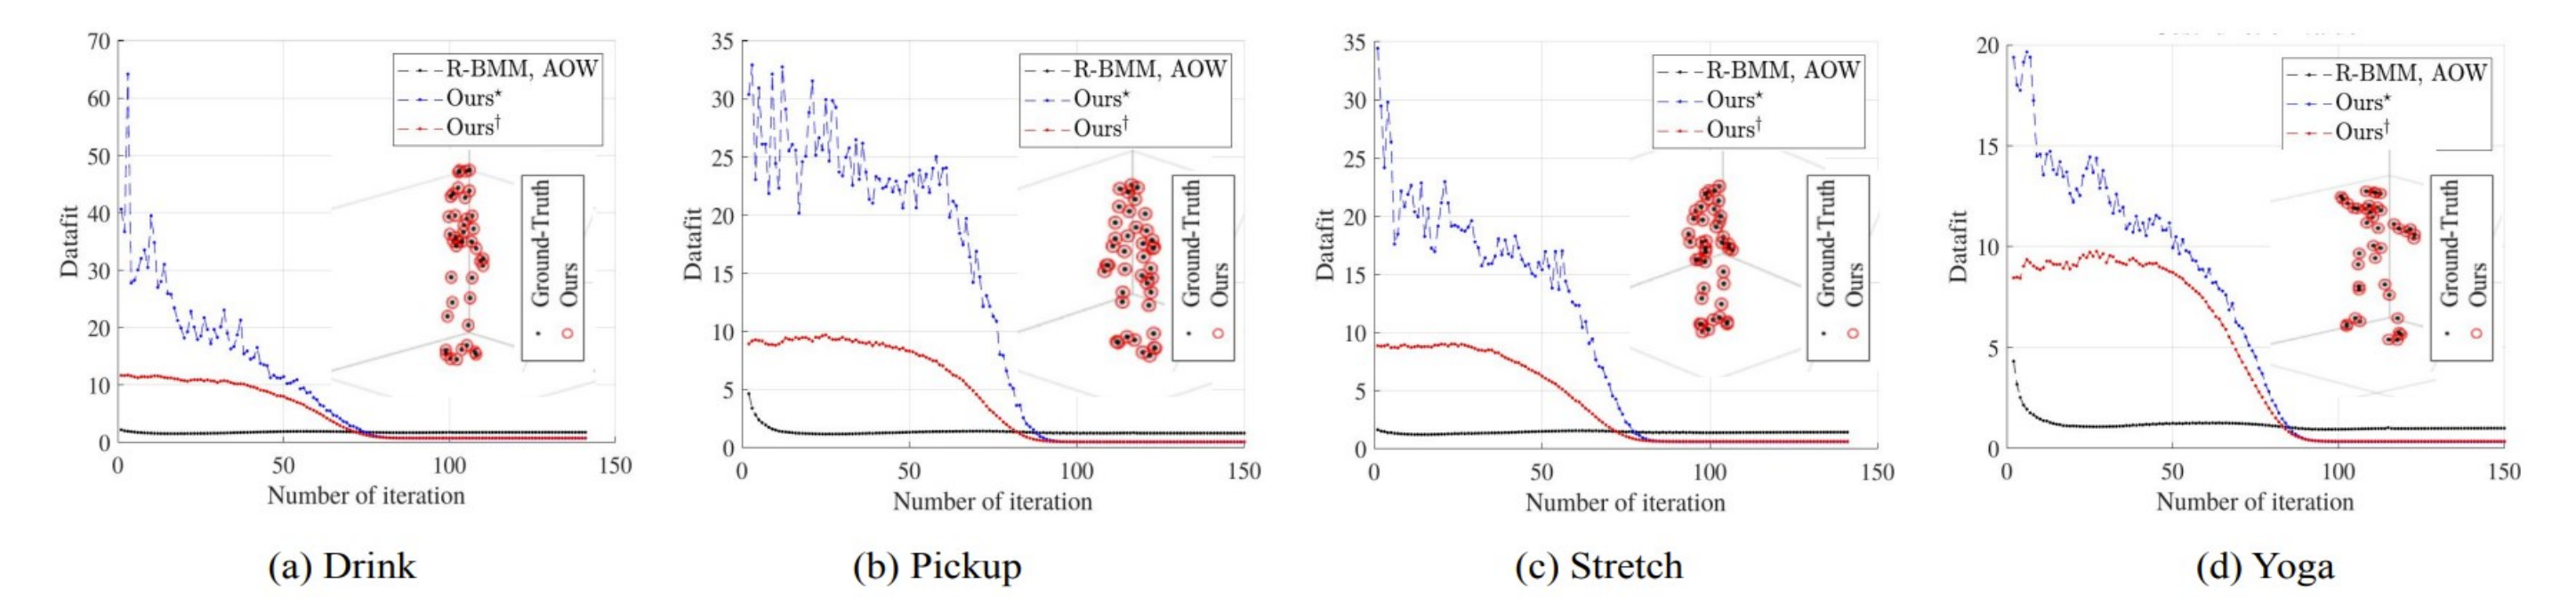 70
60
50
40
30
20
10
0
Datafit
0 50 100 150
Number of iteration
R-BMM, AOW
Ours*
Ours†
Ground-Truth
Ours
(a) Drink
35
30
25
20
15
10
5
0
Datafit
0 50 100 150
Number of iteration
R-BMM, AOW
Ours*
Ours†
Ground-Truth
Ours
(b) Pickup
35
30
25
20
15
10
5
0
Datafit
0 50 100 150
Number of iteration
R-BMM, AOW
Ours*
Ours†
Ground-Truth
Ours
(c) Stretch
20
15
10
5
0
Datafit
0 50 100 150
Number of iteration
R-BMM, AOW
Ours*
Ours†
Ground-Truth
Ours
(d) Yoga